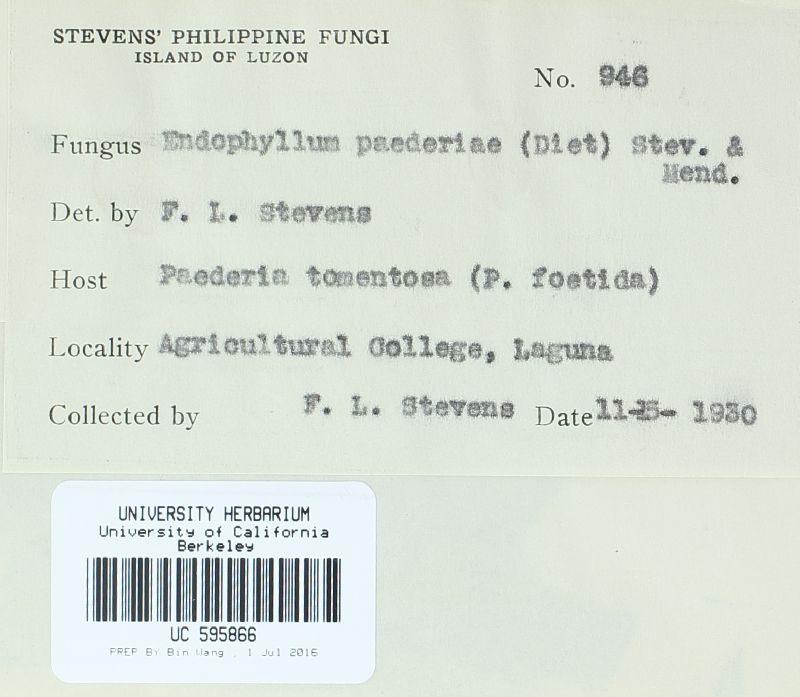 STEVENS' PHILIPPINE FUNGI
ISLAND OF LUZON
No. 946
Fungus Endophyllum paederiae (Diet) Stev. &
Mend.
Det. by F. L. Stevens
Host Paederia tomentosa (P. foetida)
Locality Agricultural College, Laguna
Collected by F. L. Stevens Date 11- - 1930
UNIVERSITY HERBARIUM
University of California
Berkeley
UC 595866
PREP BY Bin Wang , 1 Jul 2016